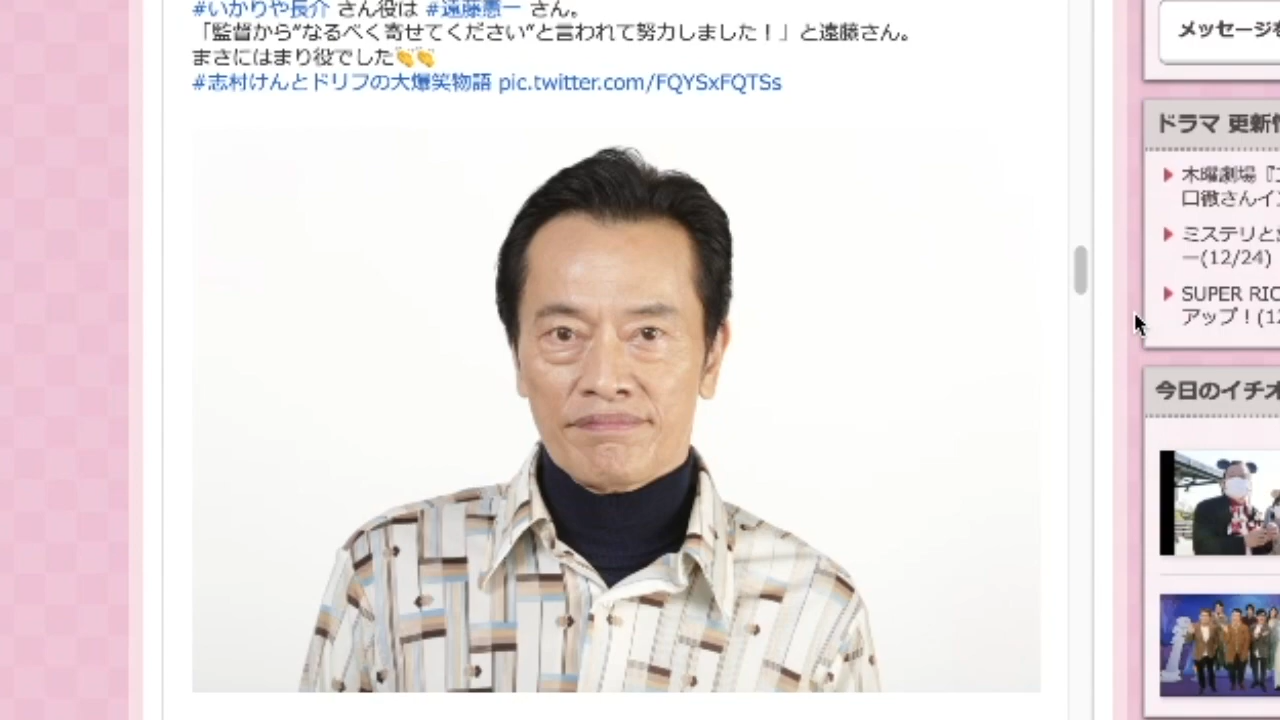 #いかりや長介 さん役は #遠藤憲一 さん。
「監督から"なるべく寄せてください"と言われて努力しました！」と遠藤さん。
まさにはまり役でした👏👏
#志村けんとドリフの大爆笑物語 pic.twitter.com/FQYSxFQTSs
メッセージ
ドラマ 更新
木曜劇場『
口徹さんイ
ミステリと
ー(12/24)
SUPER RIC
アップ！(1
今日のイチオ